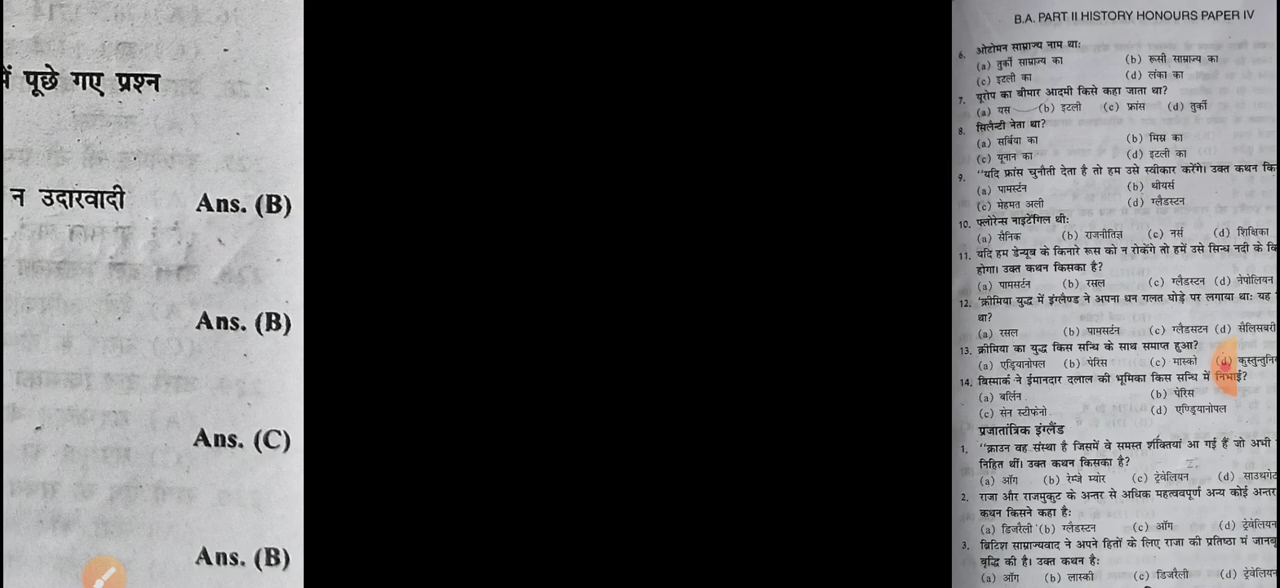 में पूछे गए प्रश्न
न उदारवादी Ans. (B)
Ans. (B)
Ans. (C)
Ans. (B)
B.A. PART II HISTORY HONOURS PAPER IV
6. ओटोमन साम्राज्य नाम था:
(a) तुर्की साम्राज्य का (b) रूसी साम्राज्य का
(c) इटली का (d) लंका का
7. यूरोप का बीमार आदमी किसे कहा जाता था?
(a) यस (b) इटली (c) फ्रांस (d) तुर्की
8. सिलैन्टी नेता था?
(a) सर्बिया का (b) मिस्र का
(c) यूनान का (d) इटली का
9. “यदि फ्रांस चुनौती देता है तो हम उसे स्वीकार करेंगे। उक्त कथन कि
(a) पामर्स्टन (b) थीयर्स
(c) मेहमत अली (d) ग्लैडस्टन
10. फ्लोरेन्स नाइटेंगिल थी:
(a) सैनिक (b) राजनीतिज्ञ (c) नर्स (d) शिक्षिका
11. यदि हम डेन्यूब के किनारे रूस को न रोकेंगे तो हमें उसे सिन्ध नदी के कि
होगा। उक्त कथन किसका है?
(a) पामसर्टन (b) रसल (c) ग्लैडस्टन (d) नेपोलियन
12. ‘क्रीमिया युद्ध में इंग्लैण्ड ने अपना धन गलत घोड़े पर लगाया था: यह
था?
(a) रसल (b) पामसर्टन (c) ग्लैडसटन (d) सैलिसबरी
13. क्रीमिया का युद्ध किस सन्धि के साथ समाप्त हुआ?
(a) एड्रियानोपल (b) पेरिस (c) मास्को (d) कुस्तुन्तुनि
14. बिस्मार्क ने ईमानदार दलाल की भूमिका किस सन्धि में निभाई?
(a) बर्लिन (b) पेरिस
(c) सेन स्टीफेनो (d) एण्ड्रियानोपल
प्रजातांत्रिक इंग्लैंड
1. “क्राउन वह संस्था है जिसमें वे समस्त शक्तियां आ गई हैं जो अभी
निहित थीं। उक्त कथन किसका है?
(a) ऑग (b) रेम्जे म्योर (c) ट्रेवेलियन (d) साउथगेट
2. राजा और राजमुकुट के अन्तर से अधिक महत्ववपूर्ण अन्य कोई अन्तर
कथन किसने कहा है:
(a) डिजरैली (b) ग्लैडस्टन (c) ऑग (d) ट्रेवेलियन
3. ब्रिटिश साम्राज्यवाद ने अपने हितों के लिए राजा की प्रतिष्ठा में जानबू
वृद्धि की है। उक्त कथन है:
(a) ऑग (b) लास्की (c) डिजरैली (d) ट्रेवेलियन